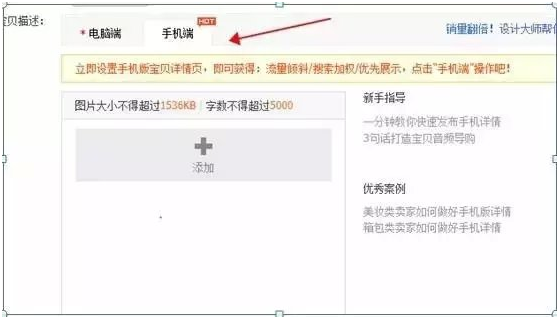 宝贝描述:
* 电脑端
手机端
HOT
销量翻倍！设计大师帮
立即设置手机版宝贝详情页，即可获得：流量倾斜/搜索加权/优先展示，点击"手机端"操作吧！
图片大小不得超过1536KB / 字数不得超过5000
添加
新手指导
一分钟教你快速发布手机详情
3句话打造宝贝音频导购
优秀案例
美妆类卖家如何做好手机版详情
箱包类卖家如何做好手机详情